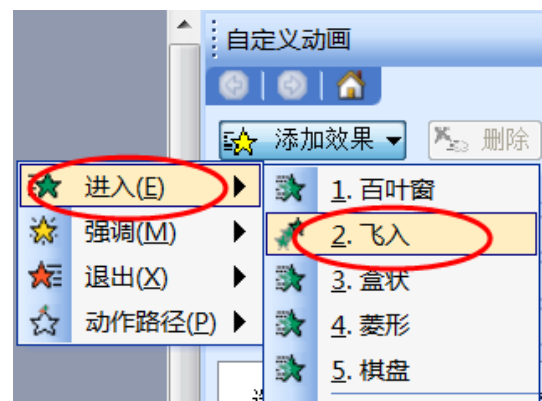 自定义动画
添加效果 删除
进入(E)
强调(M)
退出(X)
动作路径(P)
1. 百叶窗
2. 飞入
3. 盒状
4. 菱形
5. 棋盘